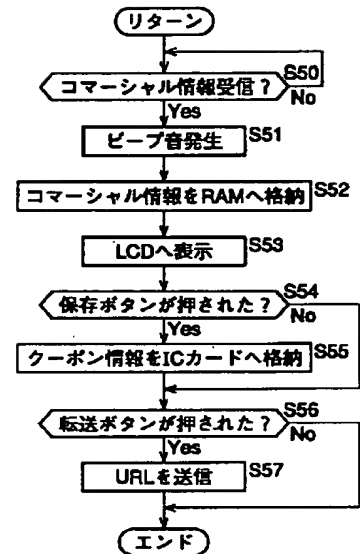 リターン
コマーシャル情報受信？ S50
No
Yes
ビープ音発生 S51
コマーシャル情報をRAMへ格納 S52
LCDへ表示 S53
保存ボタンが押された？ S54
No
Yes
クーポン情報をICカードへ格納 S55
転送ボタンが押された？ S56
No
Yes
URLを送信 S57
エンド